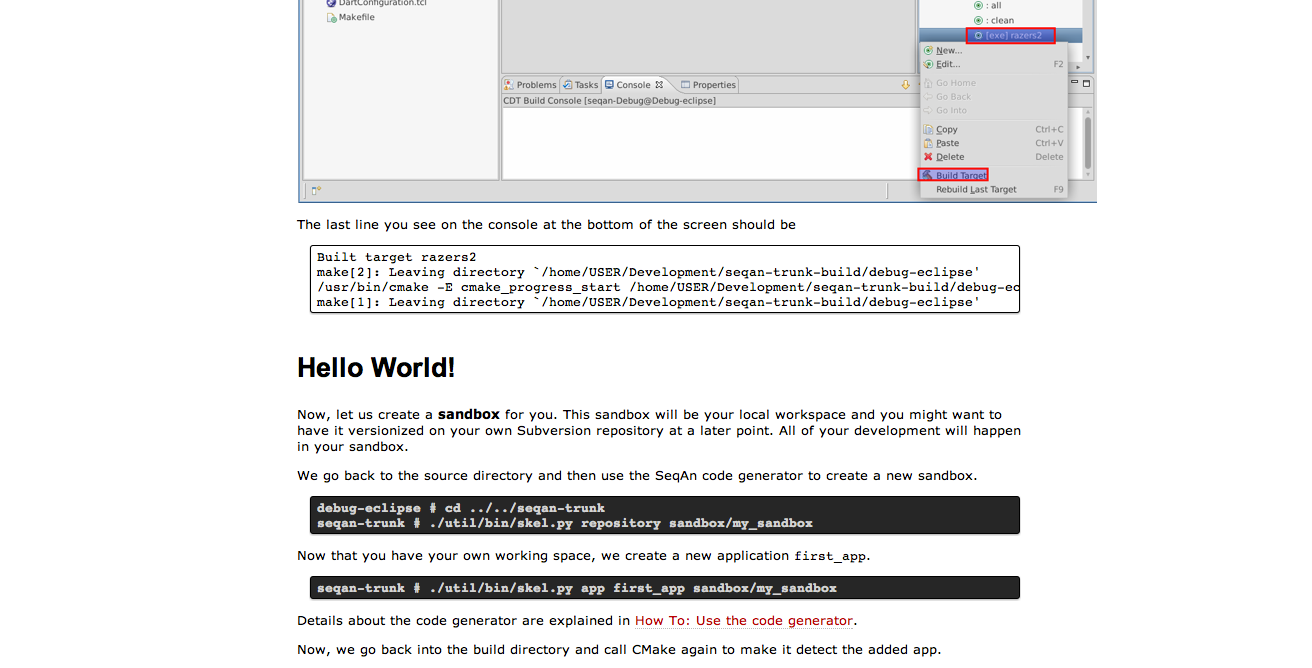 DartConfiguration.tcl
Makefile
: all
: clean
[exe] razers2
New...
Edit... F2
Go Home
Go Back
Go Into
Copy Ctrl+C
Paste Ctrl+V
Delete Delete
Build Target
Rebuild Last Target F9
Problems Tasks Console Properties
CDT Build Console [seqan-Debug@Debug-eclipse]
The last line you see on the console at the bottom of the screen should be
Built target razers2
make[2]: Leaving directory `/home/USER/Development/seqan-trunk-build/debug-eclipse'
/usr/bin/cmake -E cmake_progress_start /home/USER/Development/seqan-trunk-build/debug-ec
make[1]: Leaving directory `/home/USER/Development/seqan-trunk-build/debug-eclipse'
Hello World!
Now, let us create a sandbox for you. This sandbox will be your local workspace and you might want to
have it versionized on your own Subversion repository at a later point. All of your development will happen
in your sandbox.
We go back to the source directory and then use the SeqAn code generator to create a new sandbox.
debug-eclipse # cd ../../seqan-trunk
seqan-trunk # ./util/bin/skel.py repository sandbox/my_sandbox
Now that you have your own working space, we create a new application first_app.
seqan-trunk # ./util/bin/skel.py app first_app sandbox/my_sandbox
Details about the code generator are explained in How To: Use the code generator.
Now, we go back into the build directory and call CMake again to make it detect the added app.